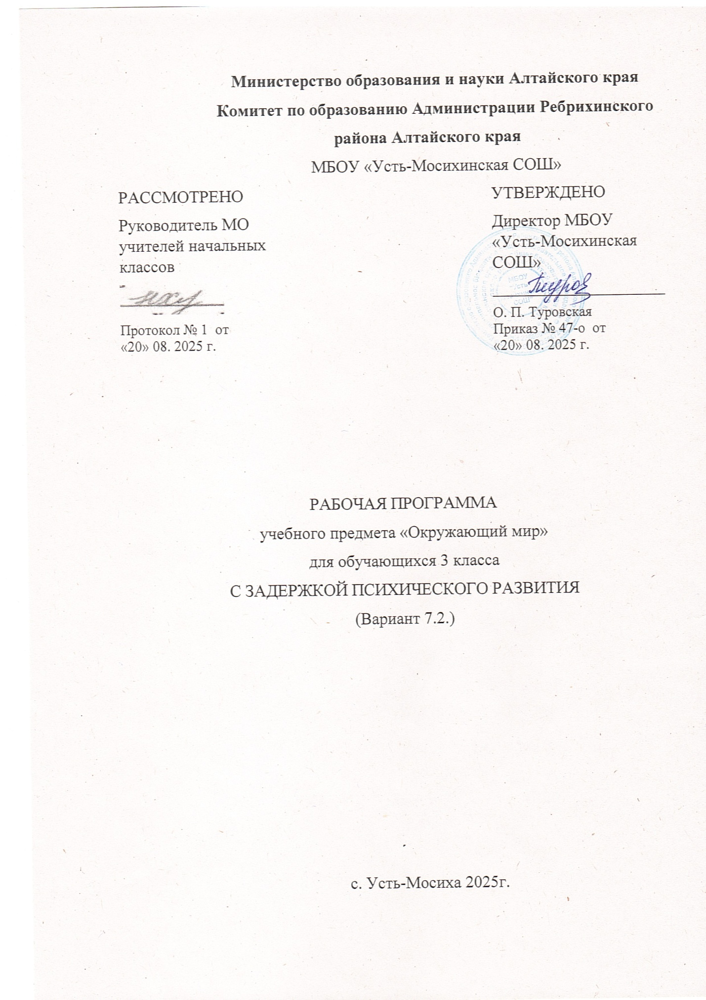 Министерство образования и науки Алтайского края
Комитет по образованию Администрации Ребрихинского
района Алтайского края
МБОУ «Усть-Мосихинская СОШ»
РАССМОТРЕНО
Руководитель МО
учителей начальных
классов
Протокол № 1 от
«20» 08. 2025 г.
УТВЕРЖДЕНО
Директор МБОУ
«Усть-Мосихинская
СОШ»
МБОУ
"Усть-
СОШ"
О. П. Туровская
Приказ № 47-о от
«20» 08. 2025 г.
РАБОЧАЯ ПРОГРАММА
учебного предмета «Окружающий мир»
для обучающихся 3 класса
С ЗАДЕРЖКОЙ ПСИХИЧЕСКОГО РАЗВИТИЯ
(Вариант 7.2.)
с. Усть-Мосиха 2025г.